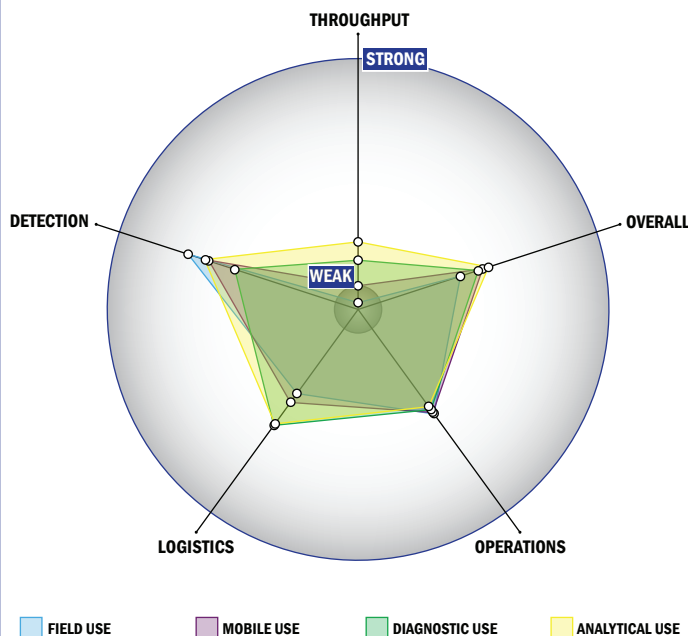 THROUGHPUT
STRONG
DETECTION
OVERALL
WEAK
LOGISTICS
OPERATIONS
FIELD USE
MOBILE USE
DIAGNOSTIC USE
ANALYTICAL USE